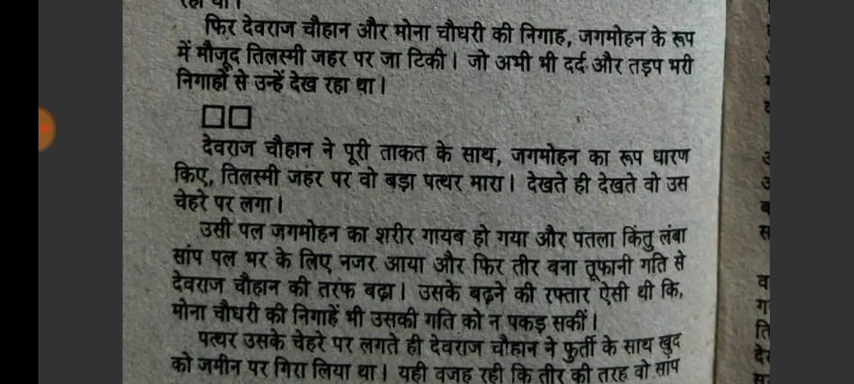 रहा था।
फिर देवराज चौहान और मोना चौधरी की निगाह, जगमोहन के रूप
में मौजूद तिलस्मी जहर पर जा टिकी। जो अभी भी दर्द और तड़प भरी
निगाहों से उन्हें देख रहा था।
□□
देवराज चौहान ने पूरी ताकत के साथ, जगमोहन का रूप धारण
किए, तिलस्मी जहर पर वो बड़ा पत्थर मारा। देखते ही देखते वो उस
चेहरे पर लगा।
उसी पल जगमोहन का शरीर गायब हो गया और पतला किंतु लंबा
सांप पल भर के लिए नजर आया और फिर तीर बना तूफानी गति से
देवराज चौहान की तरफ बढ़ा। उसके बढ़ने की रफ्तार ऐसी थी कि,
मोना चौधरी की निगाहें भी उसकी गति को न पकड़ सकीं।
पत्थर उसके चेहरे पर लगते ही देवराज चौहान ने फुर्ती के साथ खुद
को जमीन पर गिरा लिया था। यही वजह रही कि तीर की तरह वो सांप